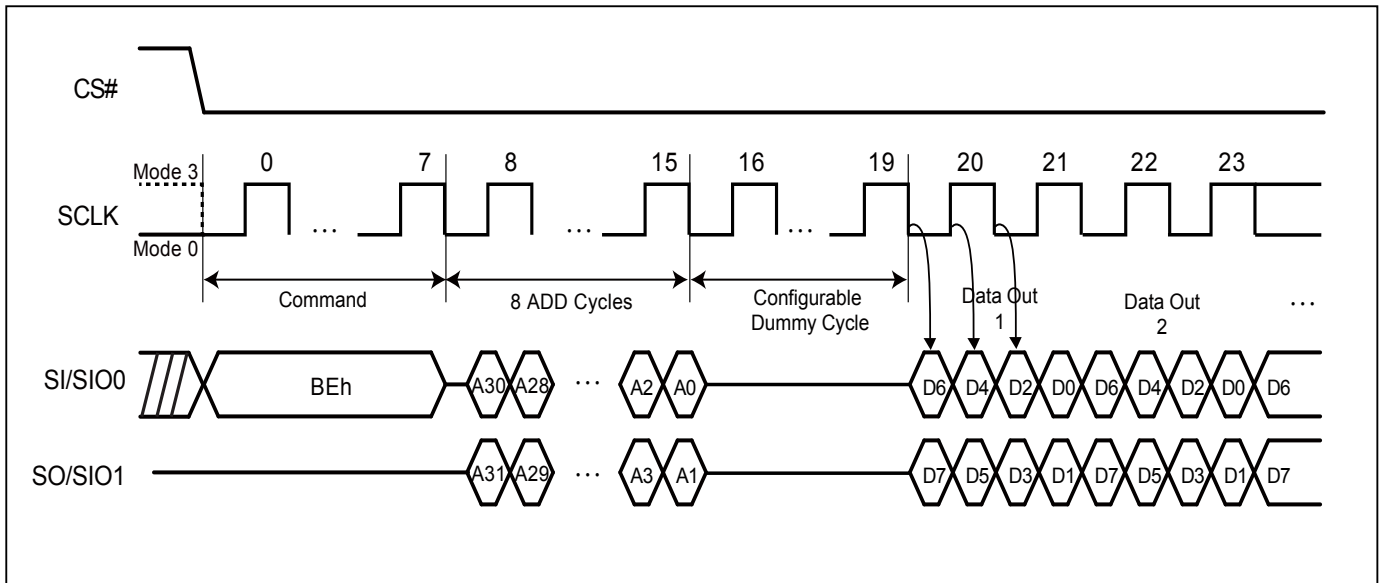 CS#
0 7 8 15 16 19 20 21 22 23
Mode 3
SCLK
... ... ...
Mode 0
Command
8 ADD Cycles
Configurable
Dummy Cycle
Data Out
1
Data Out
2
...
SI/SIO0
BEh
A30 A28 ... A2 A0
D6 D4 D2 D0 D6 D4 D2 D0 D6
SO/SIO1
A31 A29 ... A3 A1
D7 D5 D3 D1 D7 D5 D3 D1 D7